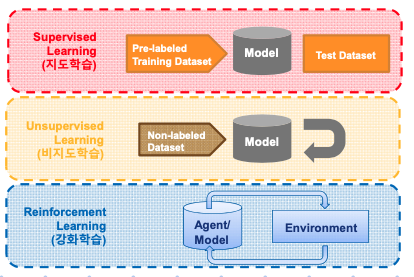 Supervised
Learning
(지도학습)
Pre-labeled
Training Dataset
Model
Test Dataset
Unsupervised
Learning
(비지도학습)
Non-labeled
Dataset
Model
Reinforcement
Learning
(강화학습)
Agent/
Model
Environment